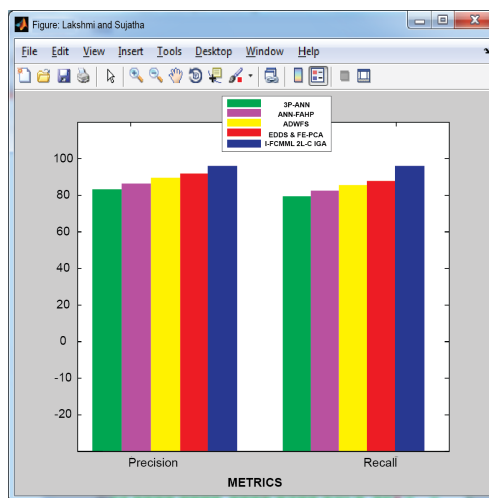 Figure: Lakshmi and Sujatha
File Edit View Insert Tools Desktop Window Help
3P-ANN
ANN-FAHP
ADWFS
EDDS & FE-PCA
I-FCMML 2L-C IGA
100
80
60
40
20
0
-10
-20
Precision Recall
METRICS